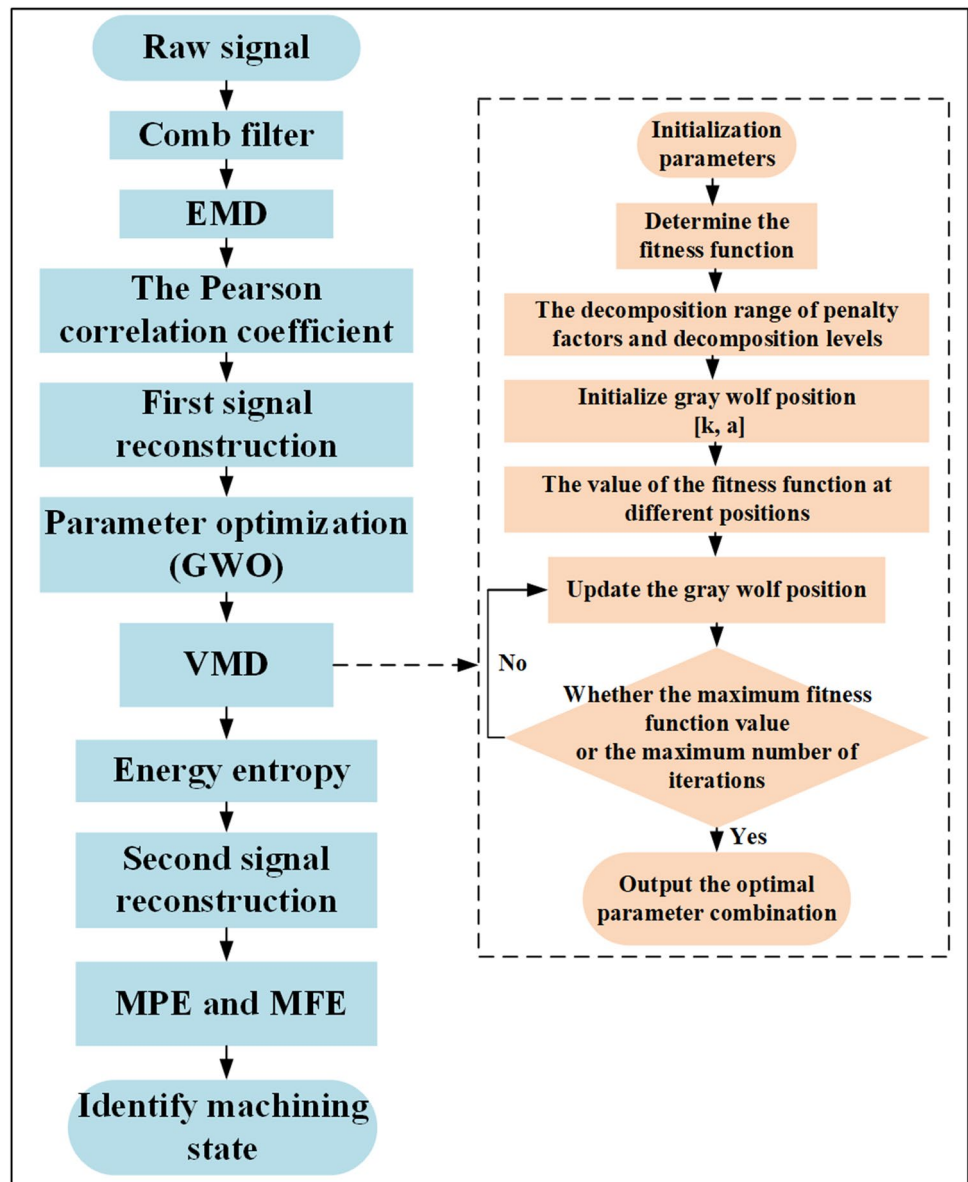 Raw signal
Comb filter
EMD
The Pearson
correlation coefficient
First signal
reconstruction
Parameter optimization
(GWO)
VMD
Energy entropy
Second signal
reconstruction
MPE and MFE
Identify machining
state
Initialization
parameters
Determine the
fitness function
The decomposition range of penalty
factors and decomposition levels
Initialize gray wolf position
[k, a]
The value of the fitness function at
different positions
Update the gray wolf position
No
Whether the maximum fitness
function value
or the maximum number of
iterations
Yes
Output the optimal
parameter combination